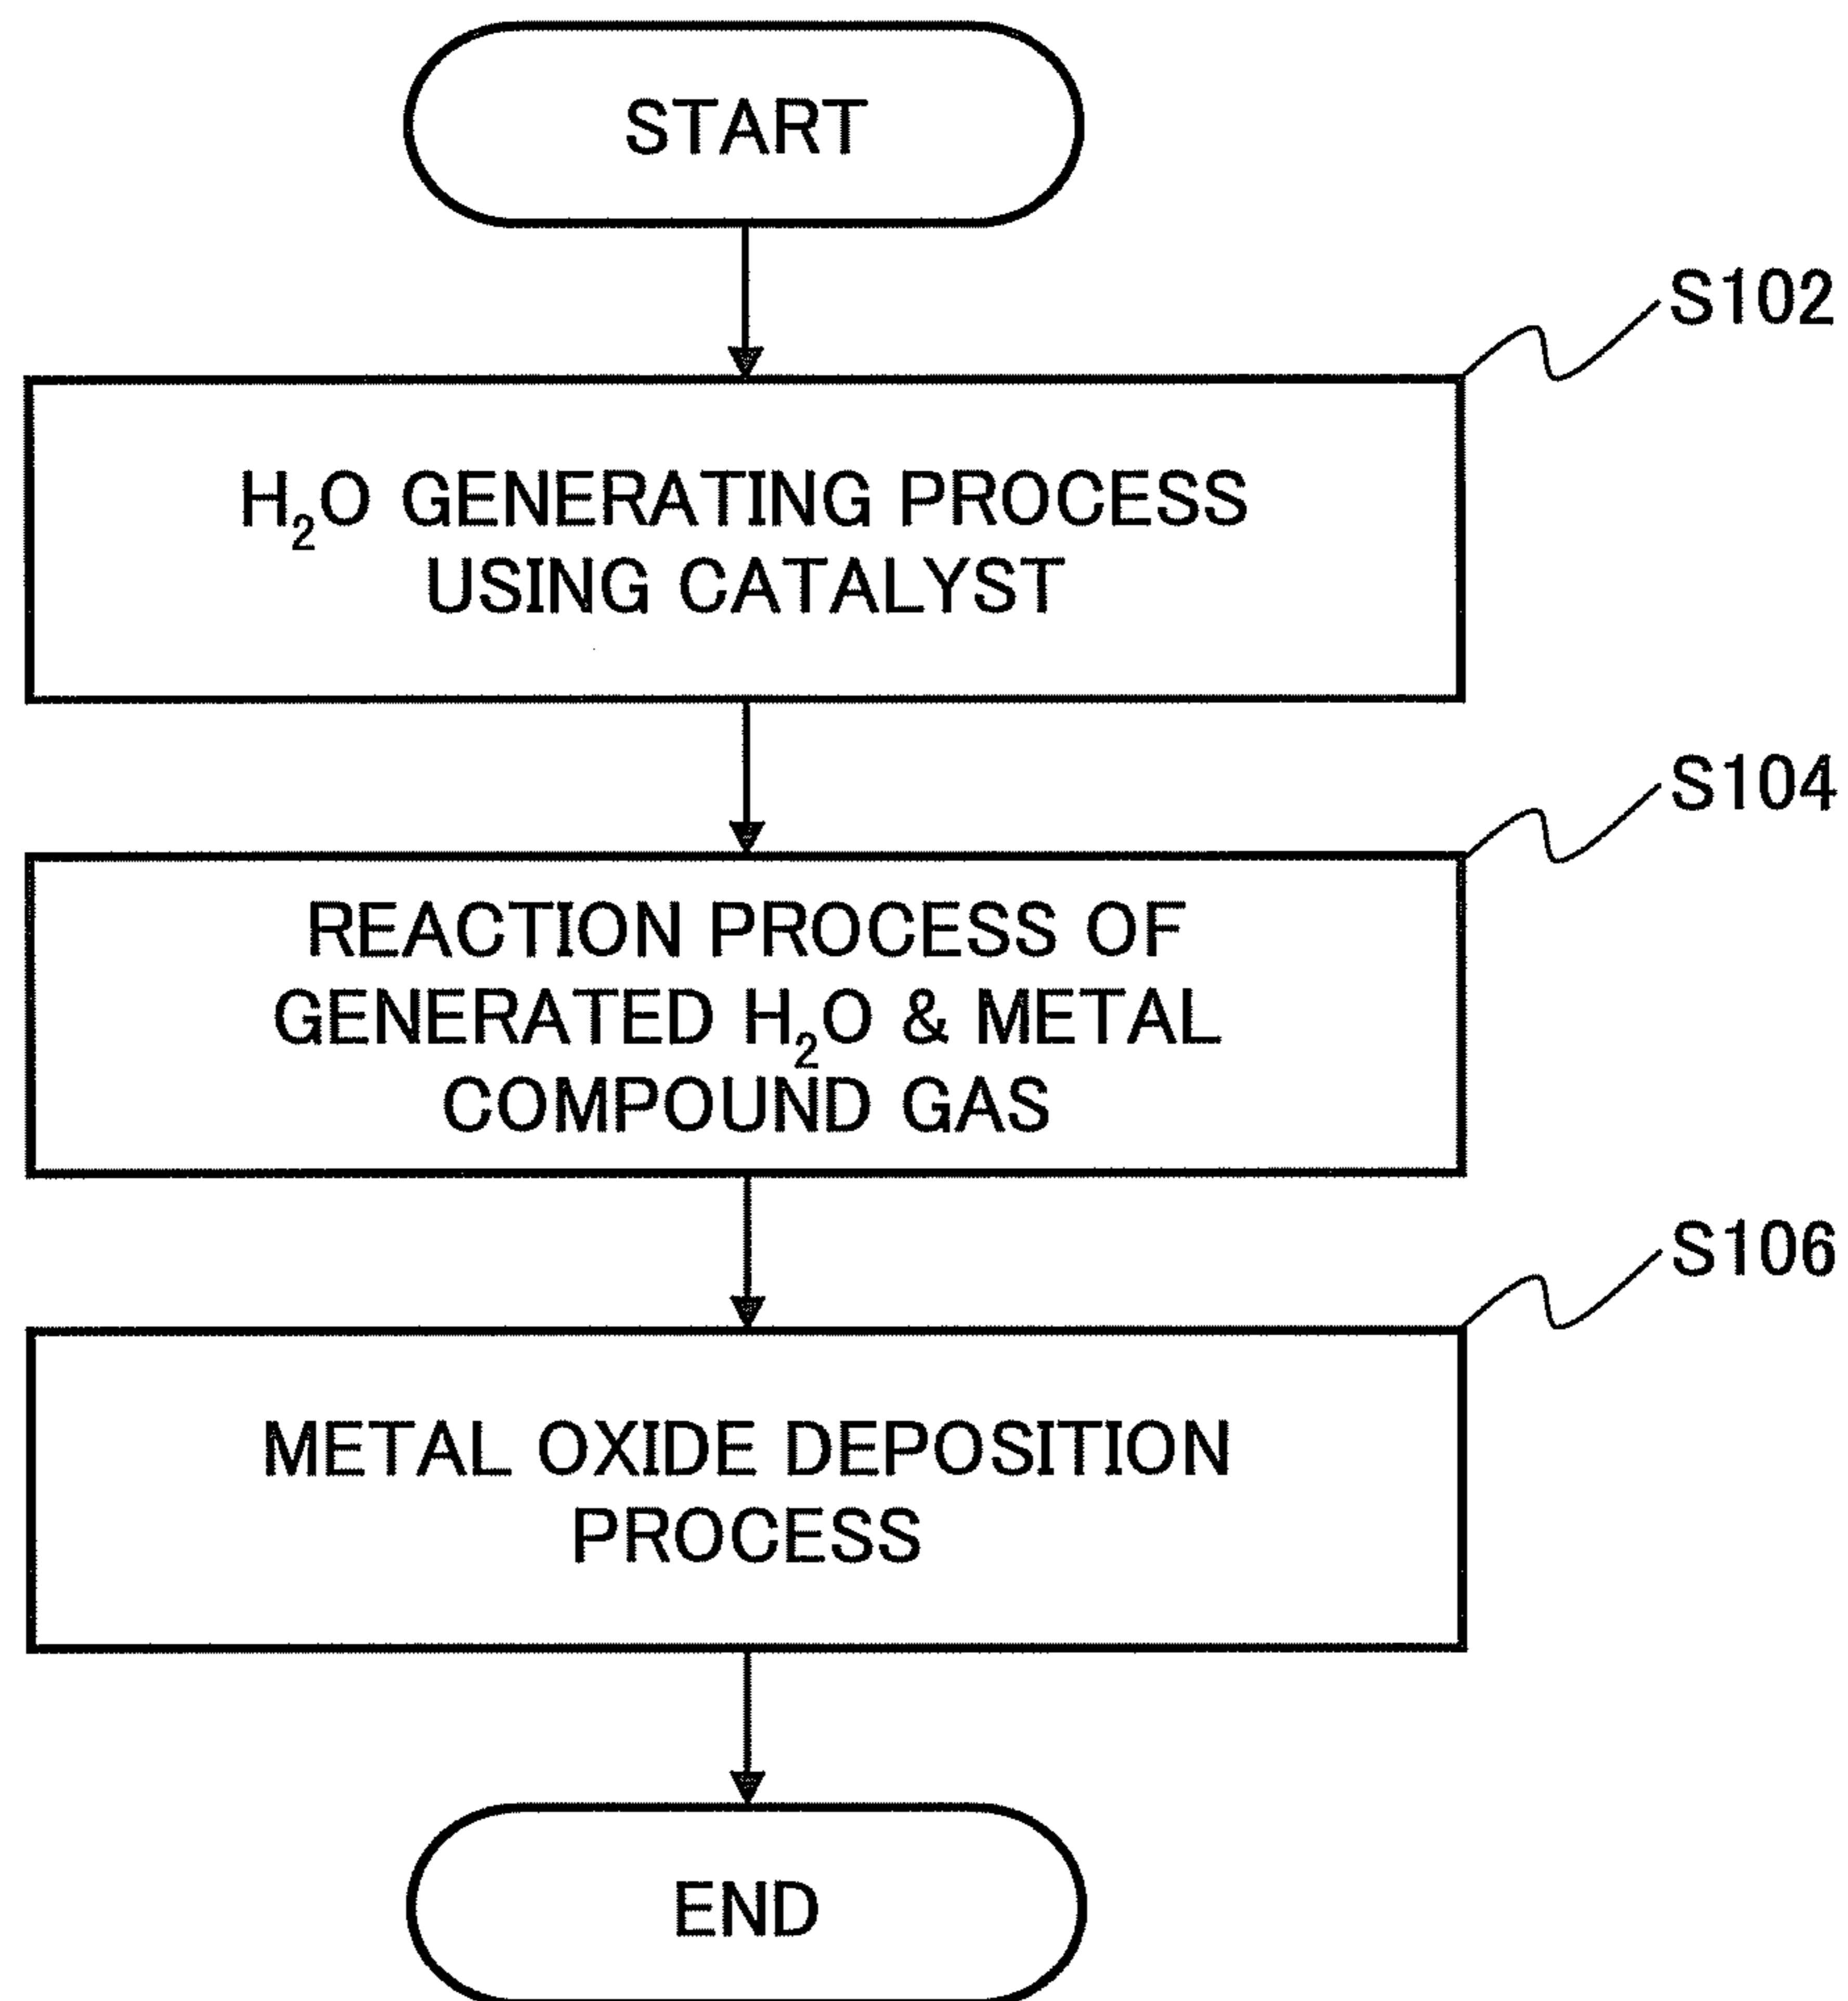 START
S102
H₂O GENERATING PROCESS
USING CATALYST
S104
REACTION PROCESS OF
GENERATED H₂O & METAL
COMPOUND GAS
S106
METAL OXIDE DEPOSITION
PROCESS
END